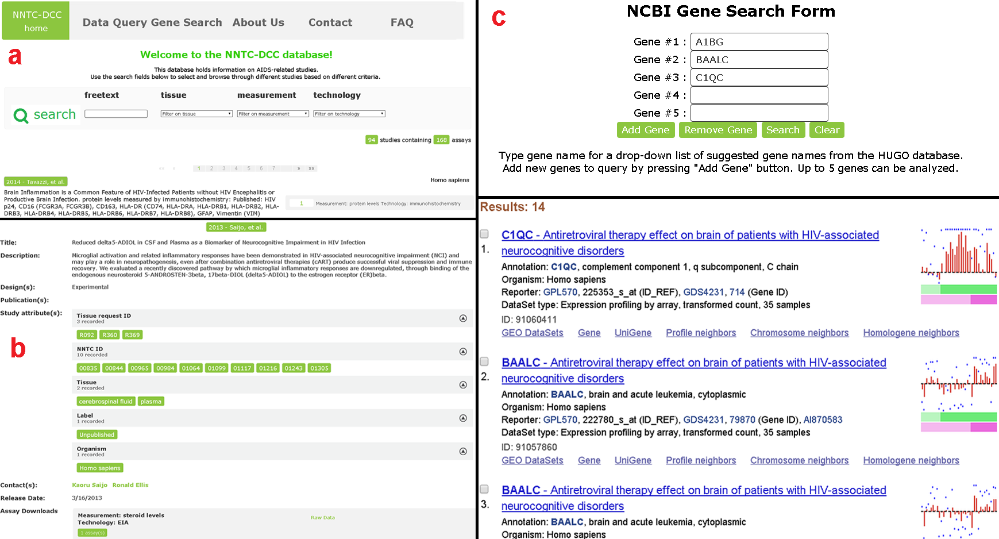 NNTC-DCC
home
Data Query Gene Search About Us Contact FAQ
a
Welcome to the NNTC-DCC database!
This database holds information on AIDS-related studies.
Use the search fields below to select and browse through different studies based on different criteria.
freetext tissue measurement technology
search Filter on tissue Filter on measurement Filter on technology
94 studies containing 168 assays
«« « 1 2 3 4 5 6 7 » »»
Homo sapiens
2014 - Tavazzi, et al.
Brain Inflammation is a Common Feature of HIV-Infected Patients without HIV Encephalitis or
Productive Brain Infection. protein levels measured by immunohistochemistry: Published: HIV
p24, CD16 (FCGR3A, FCGR3B), CD163, HLA-DR (CD74, HLA-DRA, HLA-DRB1, HLA-DRB2, HLA-
DRB3, HLA-DRB4, HLA-DRB5, HLA-DRB6, HLA-DRB7, HLA-DRB8), GFAP, Vimentin (VIM)
1 Measurement: protein levels Technology: immunohistochemistry
b
2013 - Saijo, et al.
Title: Reduced delta5-ADIOL in CSF and Plasma as a Biomarker of Neurocognitive Impairment in HIV Infection
Description: Microglial activation and related inflammatory responses have been demonstrated in HIV-associated neurocognitive impairment (NCI) and
may play a role in neuropathogenesis, even after combination antiretroviral therapies (cART) produce successful viral suppression and immune
recovery. We evaluated a recently discovered pathway by which microglial inflammatory responses are downregulated, through binding of the
endogenous neurosteroid 5-ANDROSTEN-3beta, 17beta-DIOL (delta5-ADIOL) to the estrogen receptor (ER)beta.
Design(s): Experimental
Publication(s):
Study attribute(s): Tissue request ID
3 recorded
R092 R360 R369
NNTC ID
10 recorded
00835 00844 00965 00984 01064 01099 01117 01216 01243 01305
Tissue
2 recorded
cerebrospinal fluid plasma
Label
1 recorded
Unpublished
Organism
1 recorded
Homo sapiens
Contact(s): Kaoru Saijo Ronald Ellis
Release Date: 3/16/2013
Assay Downloads
Measurement: steroid levels Raw Data
Technology: EIA
1 assay(s)
c
NCBI Gene Search Form
Gene #1 : A1BG
Gene #2 : BAALC
Gene #3 : C1QC
Gene #4 :
Gene #5 :
Add Gene Remove Gene Search Clear
Type gene name for a drop-down list of suggested gene names from the HUGO database.
Add new genes to query by pressing "Add Gene" button. Up to 5 genes can be analyzed.
Results: 14
1. C1QC - Antiretroviral therapy effect on brain of patients with HIV-associated
neurocognitive disorders
Annotation: C1QC, complement component 1, q subcomponent, C chain
Organism: Homo sapiens
Reporter: GPL570, 225353_s_at (ID_REF), GDS4231, 714 (Gene ID)
DataSet type: Expression profiling by array, transformed count, 35 samples
ID: 91060411
GEO DataSets Gene UniGene Profile neighbors Chromosome neighbors Homologene neighbors
2. BAALC - Antiretroviral therapy effect on brain of patients with HIV-associated
neurocognitive disorders
Annotation: BAALC, brain and acute leukemia, cytoplasmic
Organism: Homo sapiens
Reporter: GPL570, 222780_s_at (ID_REF), GDS4231, 79870 (Gene ID), AI870583
DataSet type: Expression profiling by array, transformed count, 35 samples
ID: 91057860
GEO DataSets Gene UniGene Profile neighbors Chromosome neighbors Homologene neighbors
3. BAALC - Antiretroviral therapy effect on brain of patients with HIV-associated
neurocognitive disorders
Annotation: BAALC, brain and acute leukemia, cytoplasmic
Organism: Homo sapiens